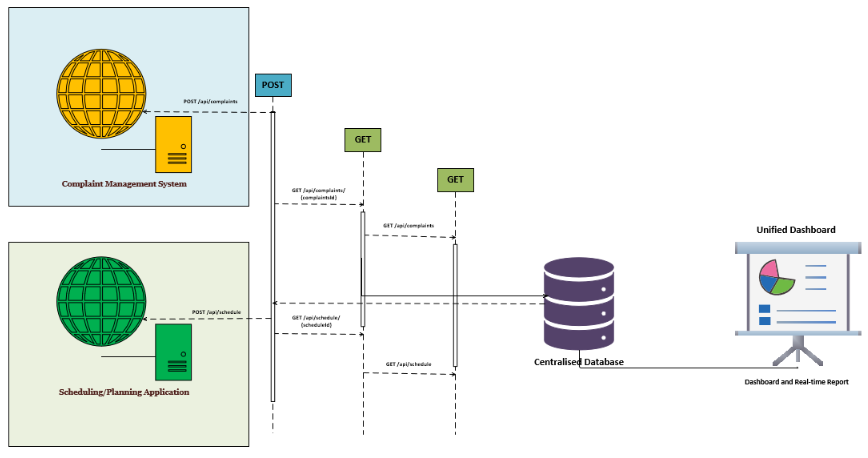 POST
POST /api/complaints
GET
Complaint Management System
GET
GET /api/complaints/
{complaintsId}
GET /api/complaints
Unified Dashboard
POST /api/schedule
GET /api/schedule/
{scheduleId}
Centralised Database
GET /api/schedule
Scheduling/Planning Application
Dashboard and Real-time Report